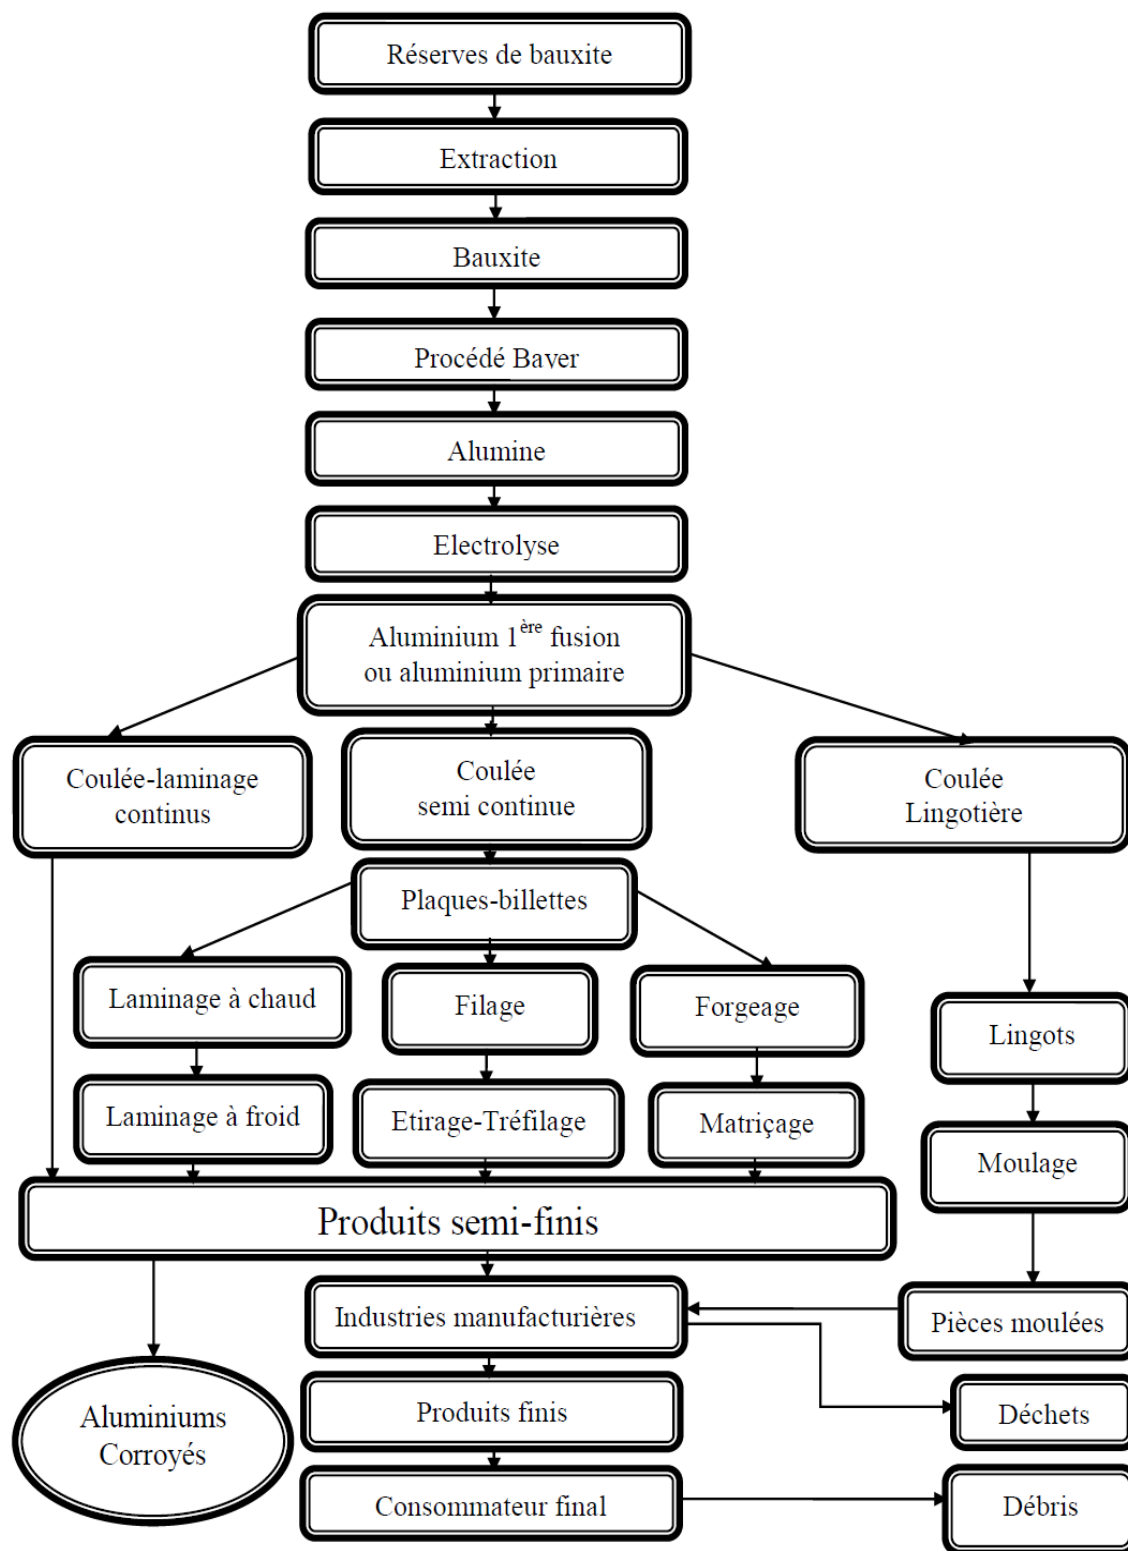 Réserves de bauxite
Extraction
Bauxite
Procédé Baver
Alumine
Electrolyse
Aluminium 1ère fusion
ou aluminium primaire
Coulée-laminage
continus
Coulée
semi continue
Coulée
Lingotière
Plaques-billettes
Laminage à chaud
Filage
Forgeage
Lingots
Laminage à froid
Etirage-Tréfilage
Matriçage
Moulage
Produits semi-finis
Industries manufacturières
Pièces moulées
Aluminiums
Corroyés
Produits finis
Déchets
Consommateur final
Débris